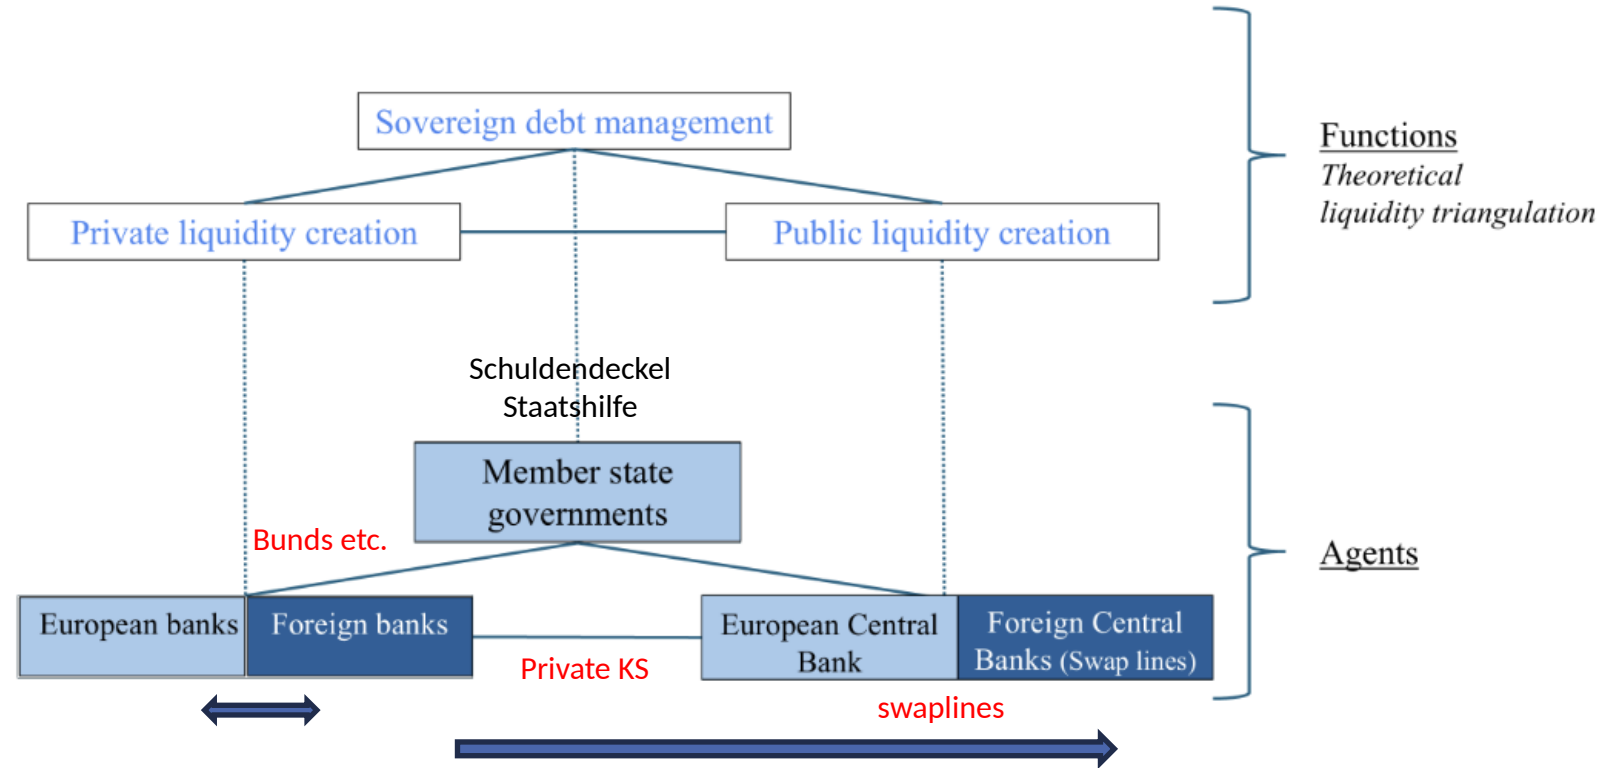 Sovereign debt management
Functions
Theoretical
liquidity triangulation
Private liquidity creation
Public liquidity creation
Schuldendeckel
Staatshilfe
Member state
governments
Bunds etc.
Agents
European banks
Foreign banks
European Central
Bank
Foreign Central
Banks (Swap lines)
Private KS
swaplines